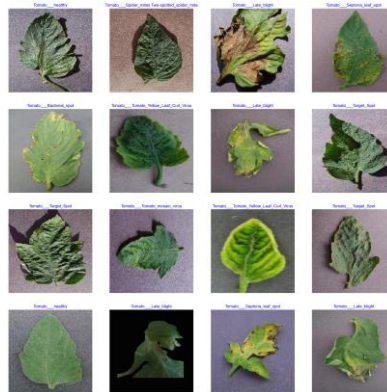 Tomato___healthy
Tomato___Spider_mites Two-spotted_spider_mite
Tomato___Late_blight
Tomato___Septoria_leaf_spot
Tomato___Bacterial_spot
Tomato___Tomato_Yellow_Leaf_Curl_Virus
Tomato___Late_blight
Tomato___Target_Spot
Tomato___Target_Spot
Tomato___Tomato_mosaic_virus
Tomato___Tomato_Yellow_Leaf_Curl_Virus
Tomato___Target_Spot
Tomato___healthy
Tomato___Late_blight
Tomato___Septoria_leaf_spot
Tomato___Late_blight